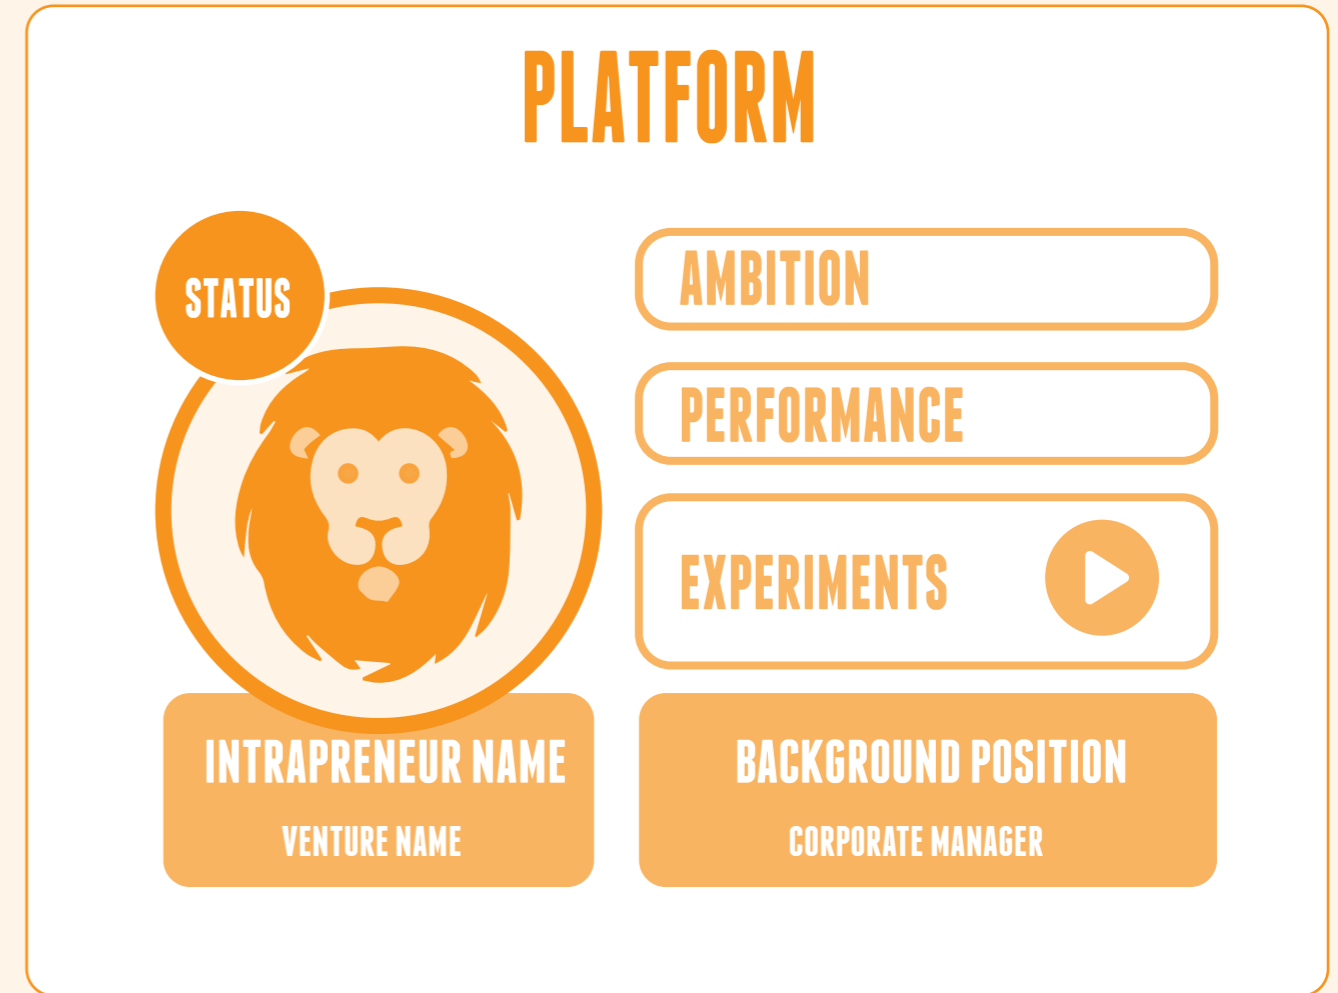 PLATFORM
STATUS
AMBITION
PERFORMANCE
EXPERIMENTS
INTRAPRENEUR NAME
VENTURE NAME
BACKGROUND POSITION
CORPORATE MANAGER